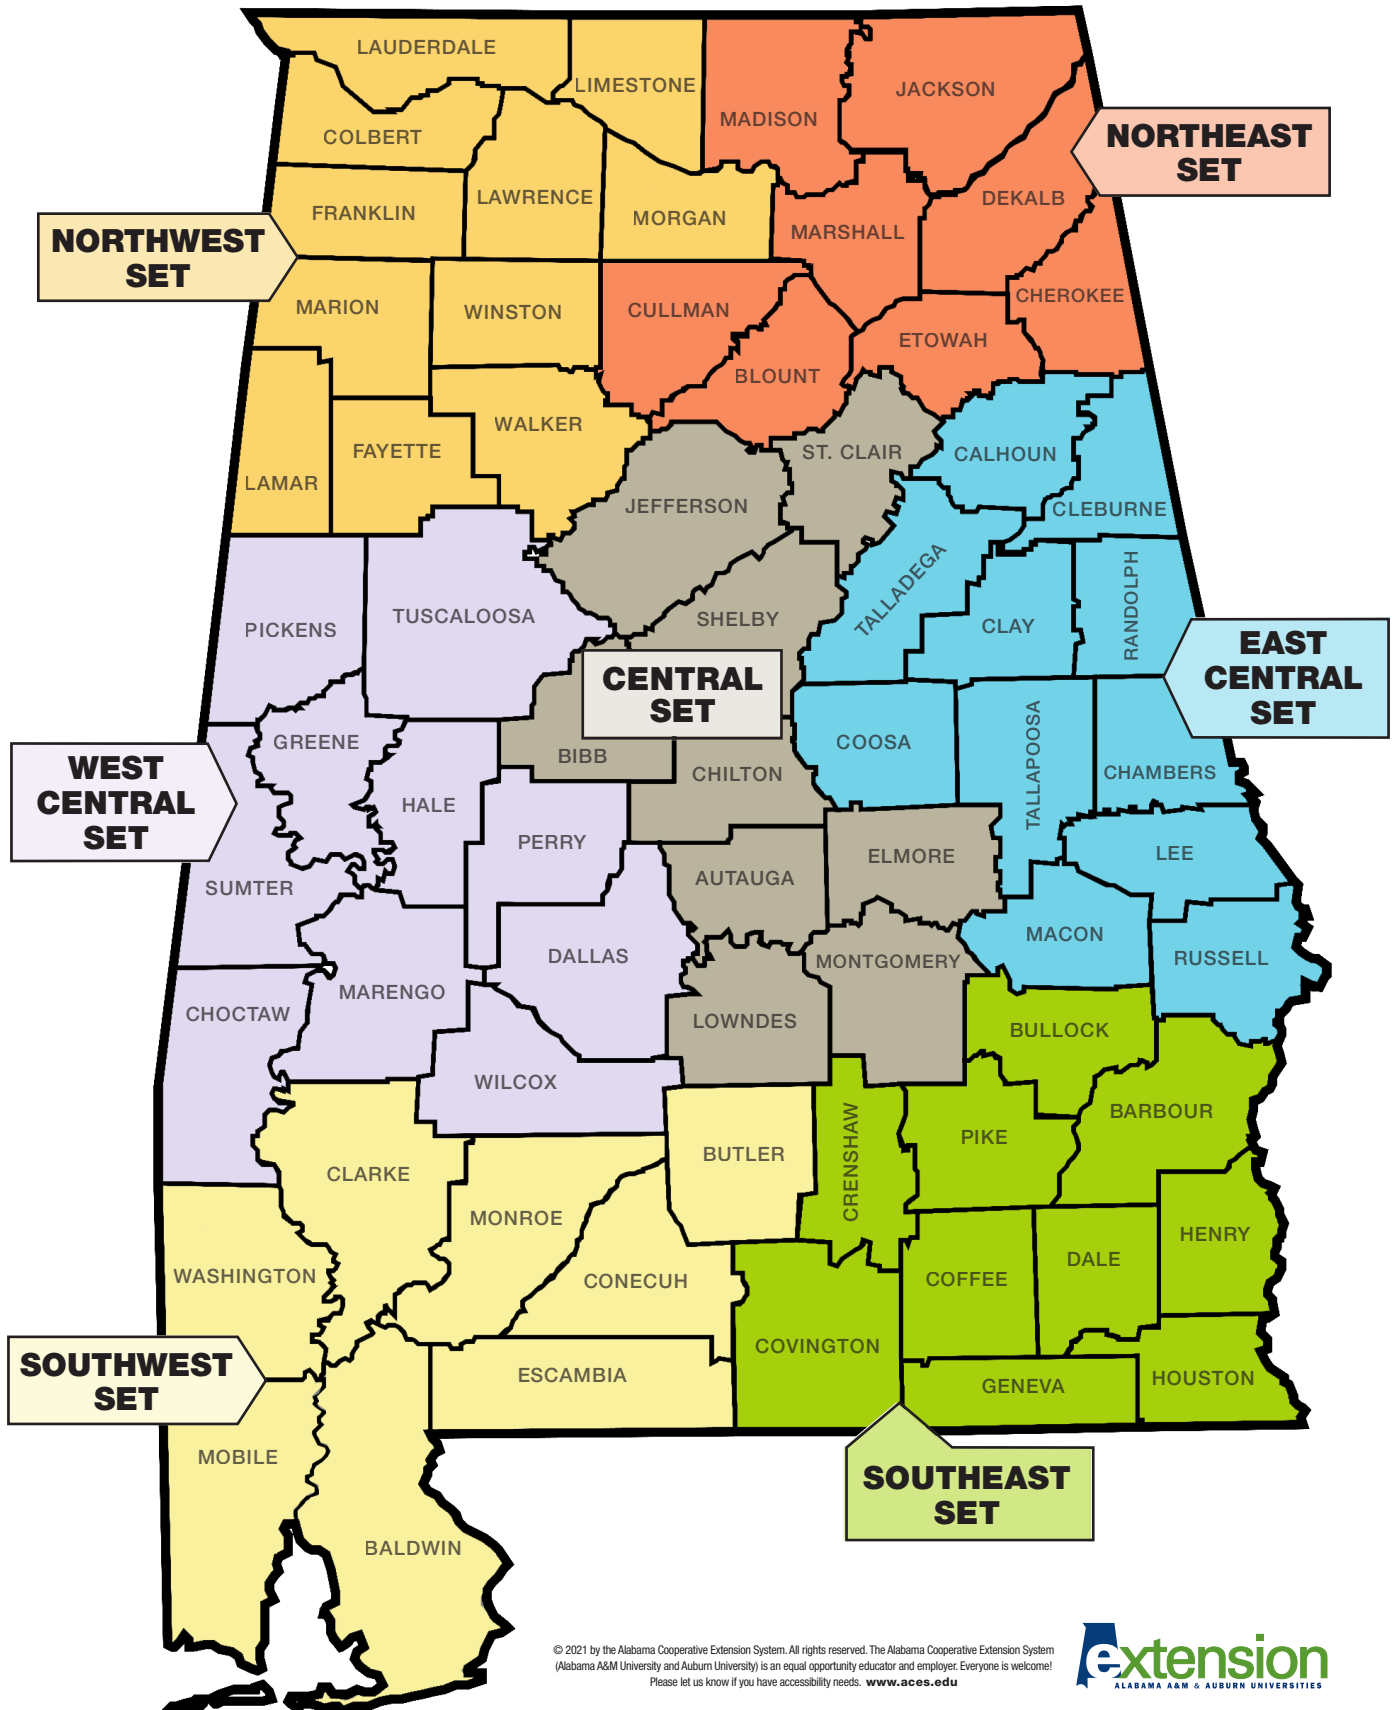 LAUDERDALE
LIMESTONE
MADISON
JACKSON
COLBERT
NORTHEAST
SET
LAWRENCE
DEKALB
FRANKLIN
MORGAN
MARSHALL
NORTHWEST
SET
MARION
WINSTON
CULLMAN
CHEROKEE
ETOWAH
BLOUNT
WALKER
FAYETTE
ST. CLAIR
CALHOUN
LAMAR
JEFFERSON
CLEBURNE
TALLADEGA
RANDOLPH
PICKENS
TUSCALOOSA
SHELBY
CLAY
EAST
CENTRAL
SET
CENTRAL
SET
GREENE
BIBB
COOSA
TALLAPOOSA
CHAMBERS
CHILTON
WEST
CENTRAL
SET
HALE
PERRY
ELMORE
LEE
SUMTER
AUTAUGA
MACON
DALLAS
MONTGOMERY
RUSSELL
MARENGO
CHOCTAW
LOWNDES
BULLOCK
WILCOX
BARBOUR
PIKE
CRENSHAW
BUTLER
CLARKE
MONROE
HENRY
WASHINGTON
CONECUH
COFFEE
DALE
COVINGTON
SOUTHWEST
SET
ESCAMBIA
GENEVA
HOUSTON
MOBILE
SOUTHEAST
SET
BALDWIN
© 2021 by the Alabama Cooperative Extension System. All rights reserved. The Alabama Cooperative Extension System
(Alabama A&M University and Auburn University) is an equal opportunity educator and employer. Everyone is welcome!
Please let us know if you have accessibility needs. www.aces.edu
extension
ALABAMA A&M & AUBURN UNIVERSITIES